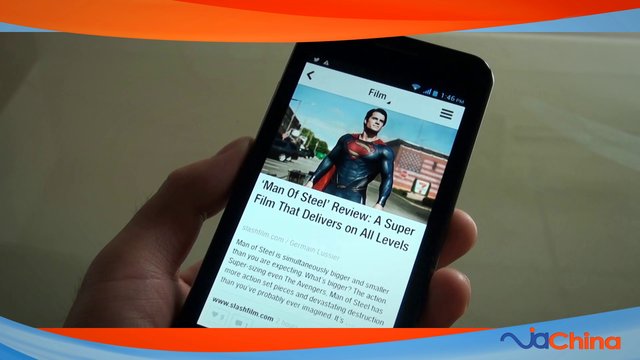 1:46 PM
Film
7
'Man Of Steel' Review: A Super
Film That Delivers on All Levels
slashfilm.com / Germain Lussier
Man of Steel is simultaneously bigger and smaller
than you are expecting. What's bigger? The action
Super-sizing even The Avengers, Man of Steel has
more action set pieces and devastating destruction
than you've probably ever imagined. It's
www.slashfilm.com
viaChina